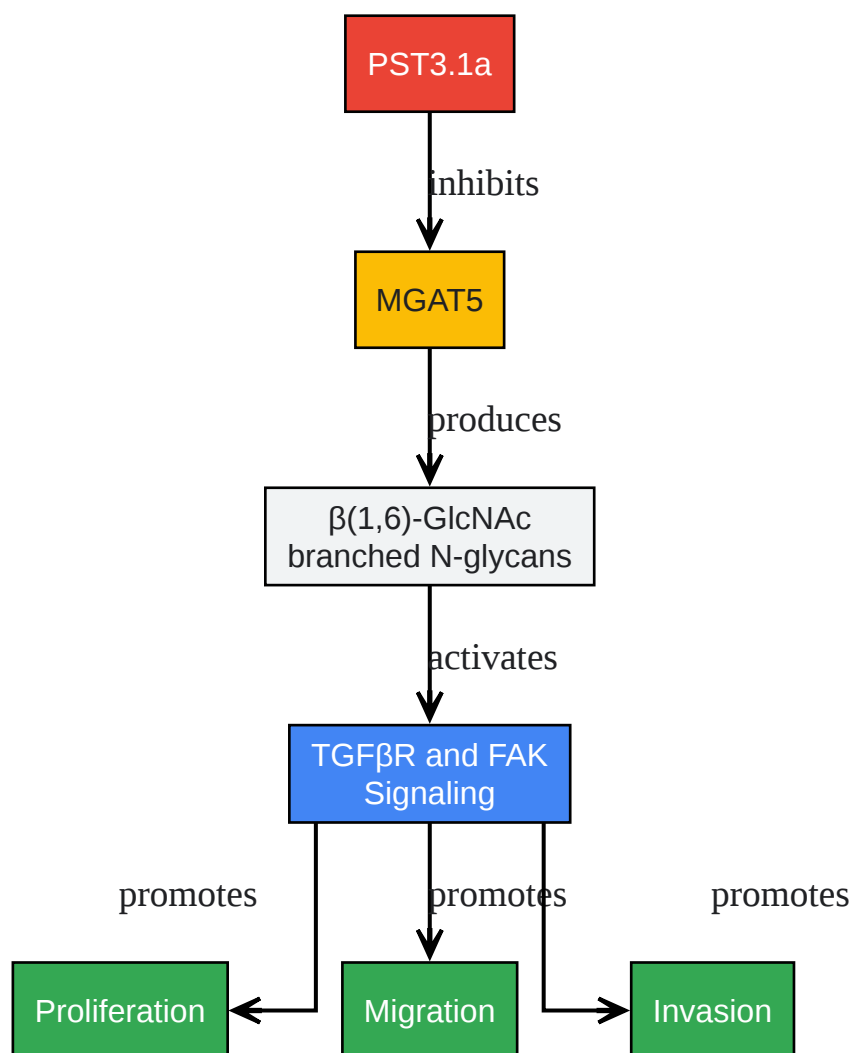 PST3.1a
inhibits
MGAT5
produces
β(1,6)-GlcNAc
branched N-glycans
activates
TGFβR and FAK
Signaling
promotes
promotes
promotes
Proliferation
Migration
Invasion